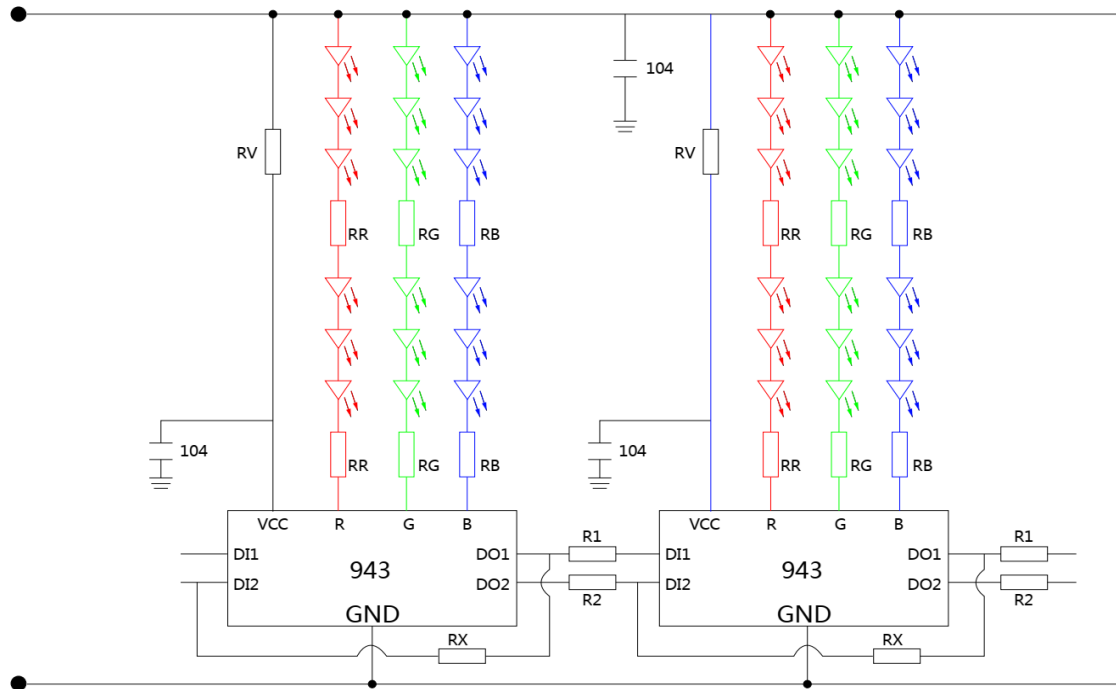 104
RV
RV
RR
RG
RB
RR
RG
RB
104
104
RR
RG
RB
RR
RG
RB
VCC
R
G
B
VCC
R
G
B
DI1
DO1
R1
DI1
DO1
R1
943
943
DI2
DO2
R2
DI2
DO2
R2
GND
GND
RX
RX